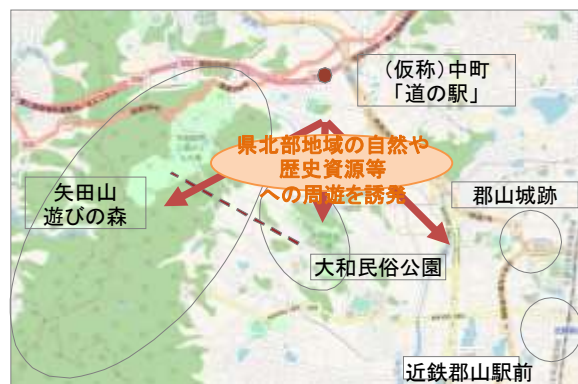 (仮称)中町
「道の駅」
県北部地域の自然や
歴史資源等
への周遊を誘発
矢田山
遊びの森
郡山城跡
大和民俗公園
近鉄郡山駅前